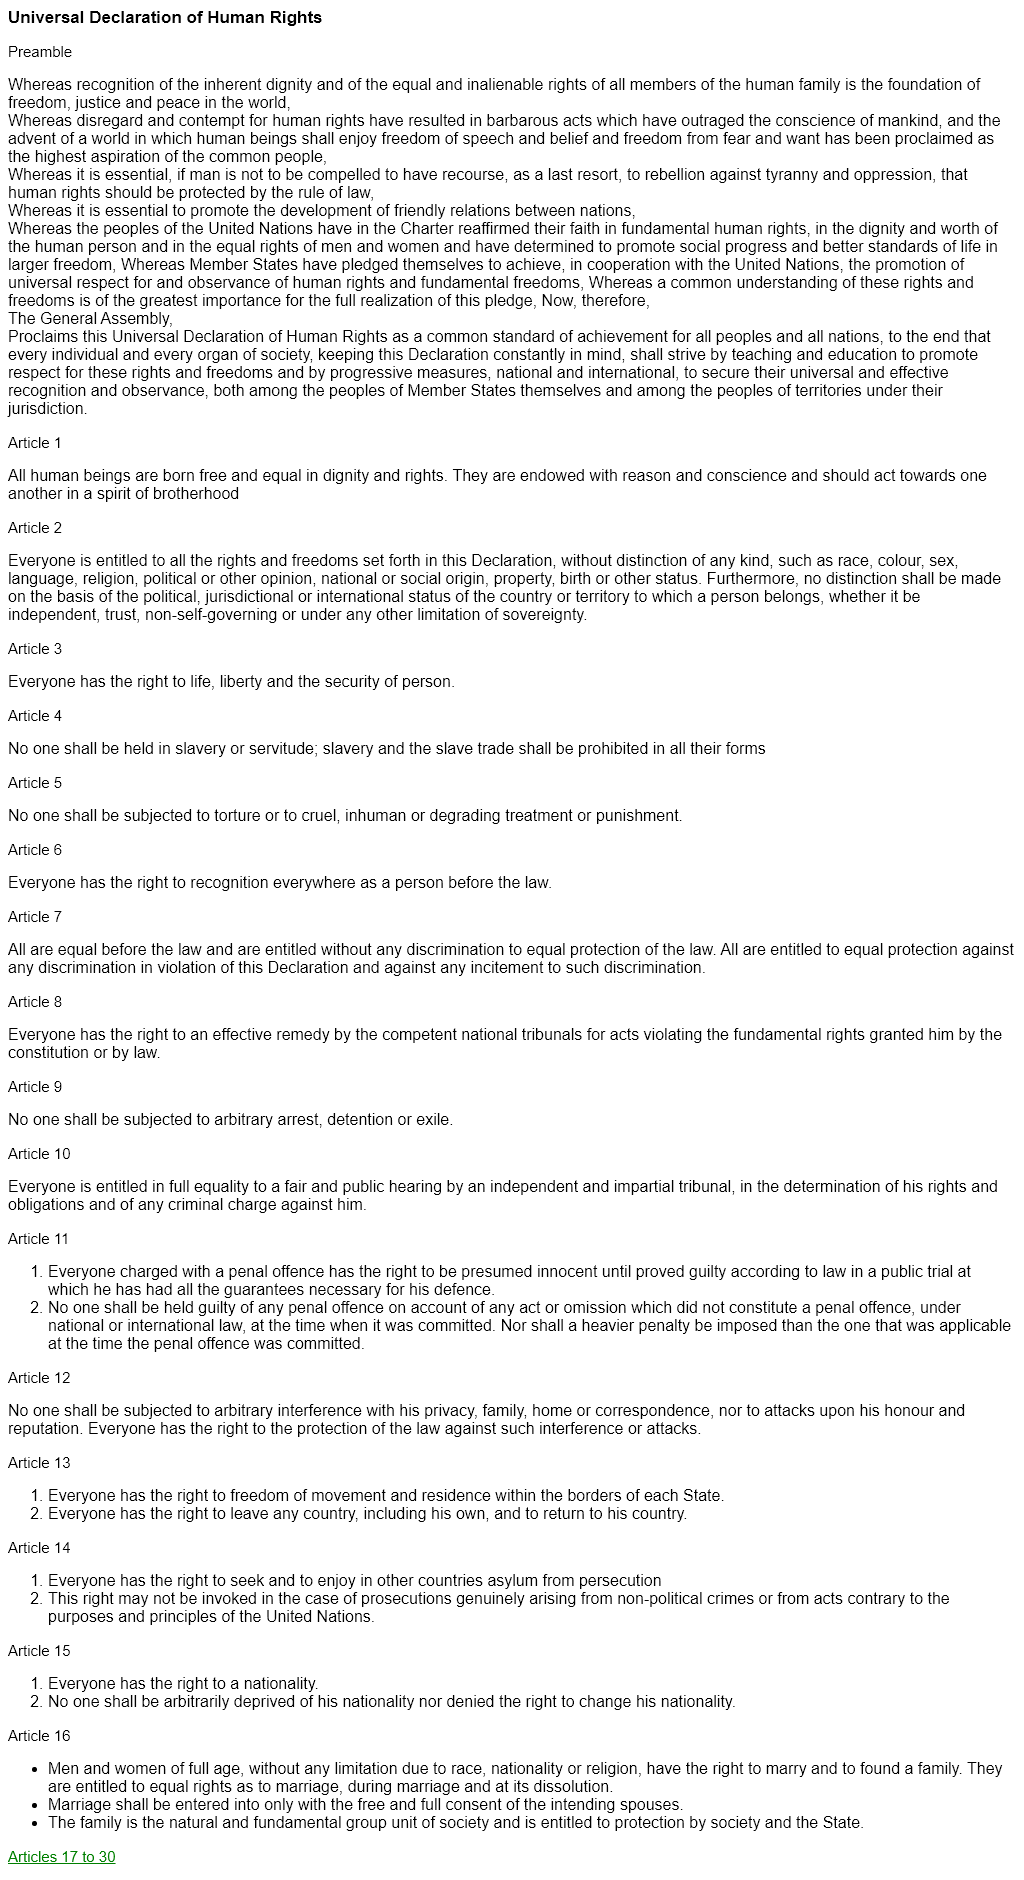 Universal Declaration of Human Rights
Preamble
Whereas recognition of the inherent dignity and of the equal and inalienable rights of all members of the human family is the foundation of
freedom, justice and peace in the world,
Whereas disregard and contempt for human rights have resulted in barbarous acts which have outraged the conscience of mankind, and the
advent of a world in which human beings shall enjoy freedom of speech and belief and freedom from fear and want has been proclaimed as
the highest aspiration of the common people,
Whereas it is essential, if man is not to be compelled to have recourse, as a last resort, to rebellion against tyranny and oppression, that
human rights should be protected by the rule of law,
Whereas it is essential to promote the development of friendly relations between nations,
Whereas the peoples of the United Nations have in the Charter reaffirmed their faith in fundamental human rights, in the dignity and worth of
the human person and in the equal rights of men and women and have determined to promote social progress and better standards of life in
larger freedom, Whereas Member States have pledged themselves to achieve, in cooperation with the United Nations, the promotion of
universal respect for and observance of human rights and fundamental freedoms, Whereas a common understanding of these rights and
freedoms is of the greatest importance for the full realization of this pledge, Now, therefore,
The General Assembly,
Proclaims this Universal Declaration of Human Rights as a common standard of achievement for all peoples and all nations, to the end that
every individual and every organ of society, keeping this Declaration constantly in mind, shall strive by teaching and education to promote
respect for these rights and freedoms and by progressive measures, national and international, to secure their universal and effective
recognition and observance, both among the peoples of Member States themselves and among the peoples of territories under their
jurisdiction.
Article 1
All human beings are born free and equal in dignity and rights. They are endowed with reason and conscience and should act towards one
another in a spirit of brotherhood
Article 2
Everyone is entitled to all the rights and freedoms set forth in this Declaration, without distinction of any kind, such as race, colour, sex,
language, religion, political or other opinion, national or social origin, property, birth or other status. Furthermore, no distinction shall be made
on the basis of the political, jurisdictional or international status of the country or territory to which a person belongs, whether it be
independent, trust, non-self-governing or under any other limitation of sovereignty.
Article 3
Everyone has the right to life, liberty and the security of person.
Article 4
No one shall be held in slavery or servitude; slavery and the slave trade shall be prohibited in all their forms
Article 5
No one shall be subjected to torture or to cruel, inhuman or degrading treatment or punishment.
Article 6
Everyone has the right to recognition everywhere as a person before the law.
Article 7
All are equal before the law and are entitled without any discrimination to equal protection of the law. All are entitled to equal protection against
any discrimination in violation of this Declaration and against any incitement to such discrimination.
Article 8
Everyone has the right to an effective remedy by the competent national tribunals for acts violating the fundamental rights granted him by the
constitution or by law.
Article 9
No one shall be subjected to arbitrary arrest, detention or exile.
Article 10
Everyone is entitled in full equality to a fair and public hearing by an independent and impartial tribunal, in the determination of his rights and
obligations and of any criminal charge against him.
Article 11
1. Everyone charged with a penal offence has the right to be presumed innocent until proved guilty according to law in a public trial at
which he has had all the guarantees necessary for his defence.
2. No one shall be held guilty of any penal offence on account of any act or omission which did not constitute a penal offence, under
national or international law, at the time when it was committed. Nor shall a heavier penalty be imposed than the one that was applicable
at the time the penal offence was committed.
Article 12
No one shall be subjected to arbitrary interference with his privacy, family, home or correspondence, nor to attacks upon his honour and
reputation. Everyone has the right to the protection of the law against such interference or attacks.
Article 13
1. Everyone has the right to freedom of movement and residence within the borders of each State.
2. Everyone has the right to leave any country, including his own, and to return to his country.
Article 14
1. Everyone has the right to seek and to enjoy in other countries asylum from persecution
2. This right may not be invoked in the case of prosecutions genuinely arising from non-political crimes or from acts contrary to the
purposes and principles of the United Nations.
Article 15
1. Everyone has the right to a nationality.
2. No one shall be arbitrarily deprived of his nationality nor denied the right to change his nationality.
Article 16
• Men and women of full age, without any limitation due to race, nationality or religion, have the right to marry and to found a family. They
are entitled to equal rights as to marriage, during marriage and at its dissolution.
• Marriage shall be entered into only with the free and full consent of the intending spouses.
• The family is the natural and fundamental group unit of society and is entitled to protection by society and the State.
Articles 17 to 30